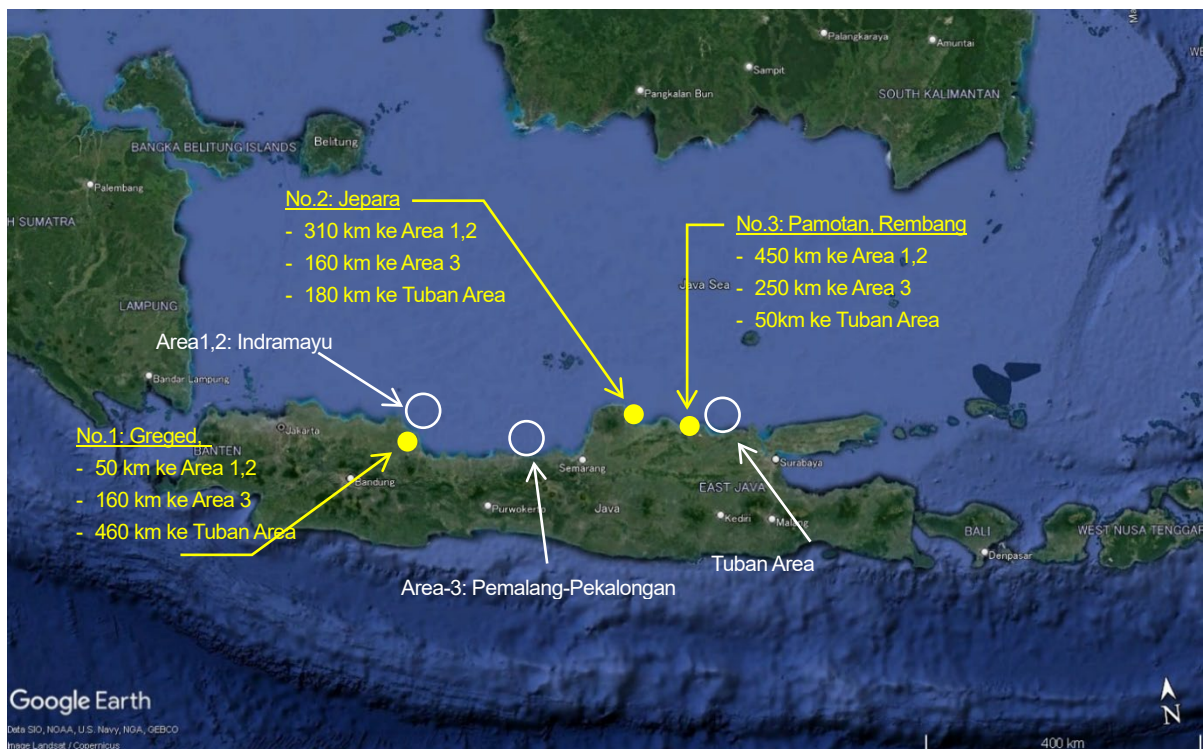 Palangkaraya
Amuntai
Sampit
Pangkalan Bun
SOUTH KALIMANTAN
Belitung
BANGKA BELITUNG ISLANDS
Palembang
H SUMATRA
No.2: Jepara
- 310 km ke Area 1,2
- 160 km ke Area 3
- 180 km ke Tuban Area
No.3: Pamotan, Rembang
- 450 km ke Area 1,2
- 250 km ke Area 3
- 50km ke Tuban Area
Java Sea
LAMPUNG
Area1,2: Indramayu
Bandar Lampung
Jakarta
BANTEN
No.1: Greged,
- 50 km ke Area 1,2
- 160 km ke Area 3
- 460 km ke Tuban Area
Bandung
Semarang
Surabaya
EAST JAVA
Purwokerto
Java
Kediri
Malang
BALI
Denpasar
WEST NUSA TENGGAR
Tuban Area
Area-3: Pemalang-Pekalongan
Google Earth
Data SIO, NOAA, U.S. Navy, NGA, GEBCO
Image Landsat / Copernicus
N
400 km